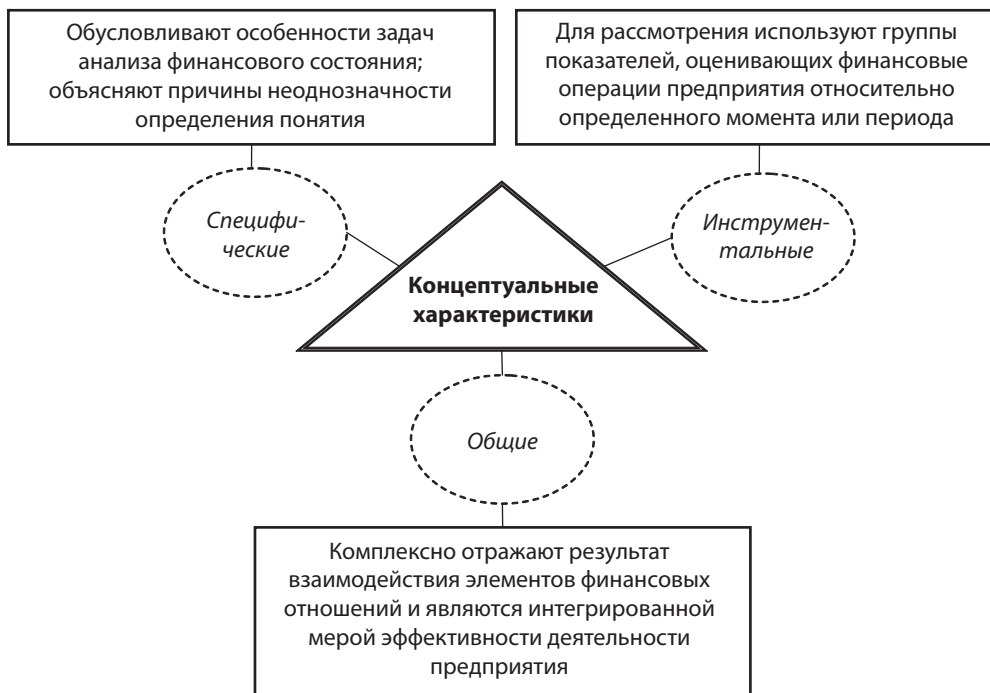 Обусловливают особенности задач
анализа финансового состояния;
объясняют причины неоднозначности
определения понятия
Для рассмотрения используют группы
показателей, оценивающих финансовые
операции предприятия относительно
определенного момента или периода
Специфи-
ческие
Инструмен-
тальные
Концептуальные
характеристики
Общие
Комплексно отражают результат
взаимодействия элементов финансовых
отношений и являются интегрированной
мерой эффективности деятельности
предприятия